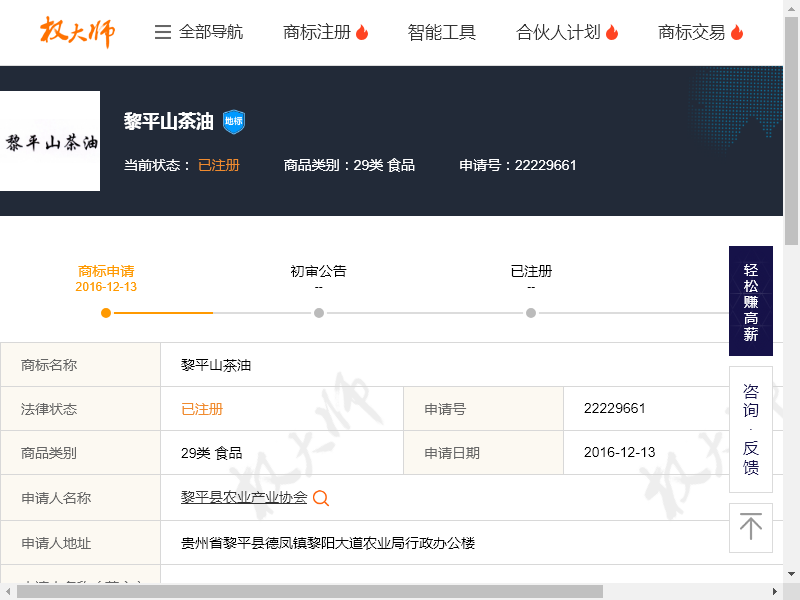 权大师
全部导航 商标注册 智能工具 合伙人计划 商标交易
黎平山茶油
黎平山茶油 地标
当前状态： 已注册 商品类别：29类 食品 申请号：22229661
商标申请 初审公告 已注册
2016-12-13 -- --
轻松赚高薪
商标名称 黎平山茶油
法律状态 已注册 申请号 22229661
商品类别 29类 食品 申请日期 2016-12-13
咨询·反馈
申请人名称 黎平县农业产业协会
申请人地址 贵州省黎平县德凤镇黎阳大道农业局行政办公楼
权大师
权大师